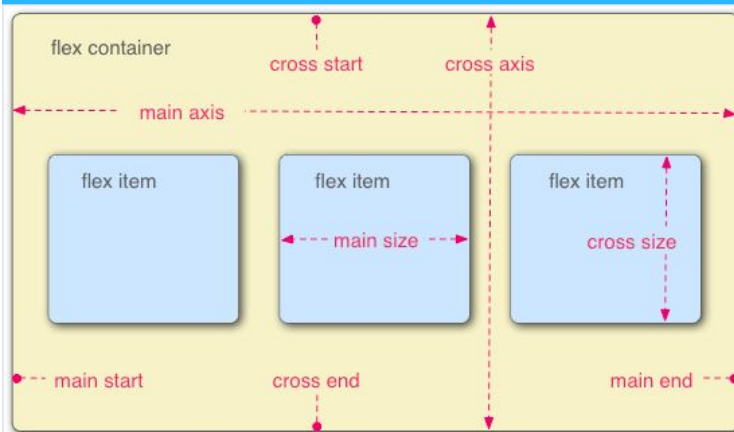 flex container
cross start
cross axis
main axis
flex item
flex item
flex item
main size
cross size
main start
cross end
main end